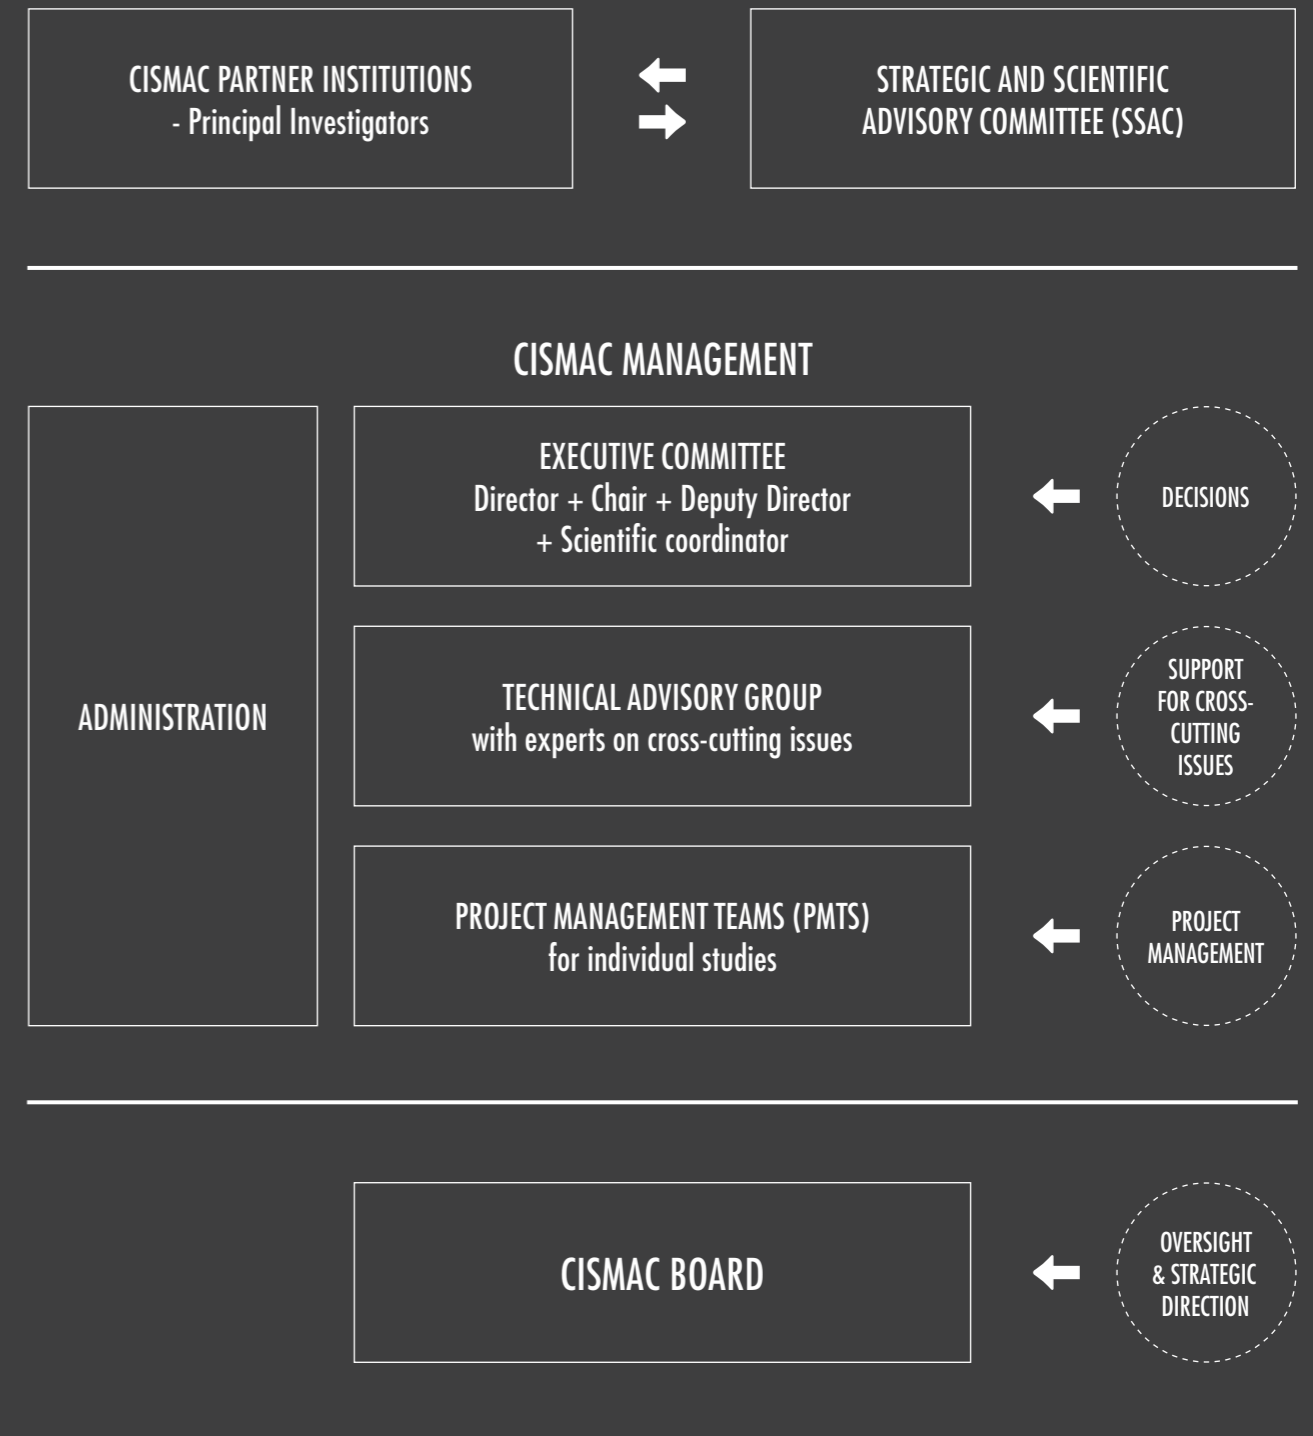 CISMAC PARTNER INSTITUTIONS
- Principal Investigators
STRATEGIC AND SCIENTIFIC
ADVISORY COMMITTEE (SSAC)
CISMAC MANAGEMENT
ADMINISTRATION
EXECUTIVE COMMITTEE
Director + Chair + Deputy Director
+ Scientific coordinator
DECISIONS
TECHNICAL ADVISORY GROUP
with experts on cross-cutting issues
SUPPORT
FOR CROSS-
CUTTING
ISSUES
PROJECT MANAGEMENT TEAMS (PMTS)
for individual studies
PROJECT
MANAGEMENT
CISMAC BOARD
OVERSIGHT
& STRATEGIC
DIRECTION